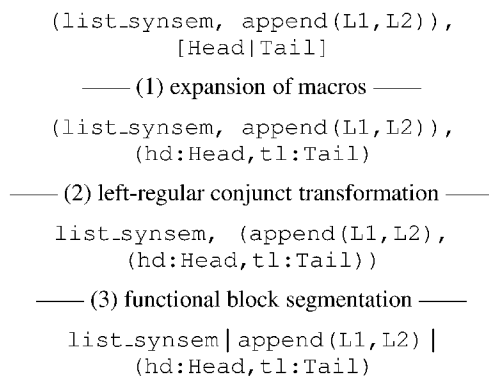 (list_synsem, append(L1,L2)),
[Head|Tail]
(1) expansion of macros
(list_synsem, append(L1,L2)),
(hd:Head,tl:Tail)
(2) left-regular conjunct transformation
list_synsem, (append(L1,L2),
(hd:Head,tl:Tail))
(3) functional block segmentation
list_synsem|append(L1,L2)|
(hd:Head,tl:Tail)